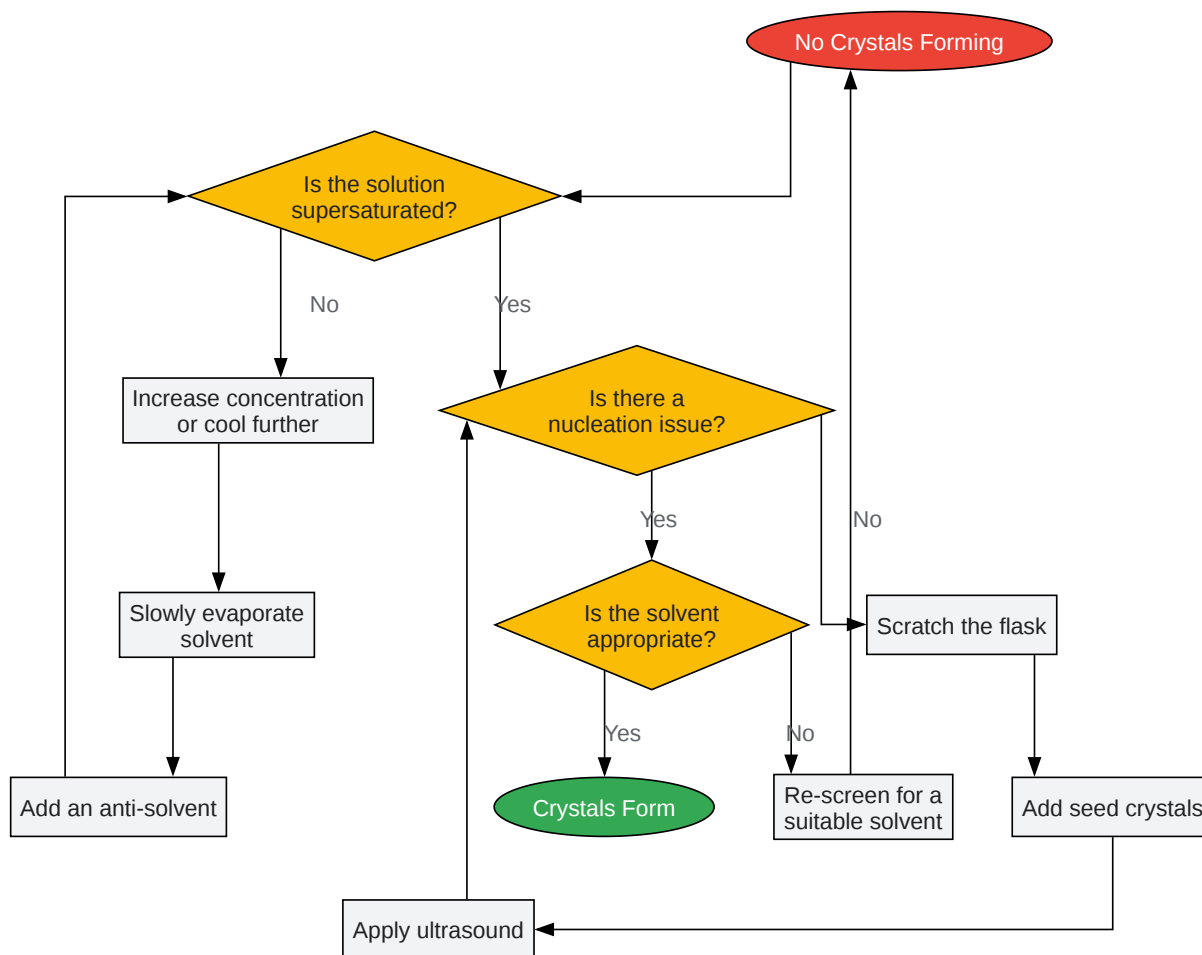 No Crystals Forming
Is the solution
supersaturated?
No
Yes
Increase concentration
or cool further
Is there a
nucleation issue?
Yes
No
Slowly evaporate
solvent
Is the solvent
appropriate?
Scratch the flask
Yes
No
Add an anti-solvent
Crystals Form
Re-screen for a
suitable solvent
Add seed crystals
Apply ultrasound